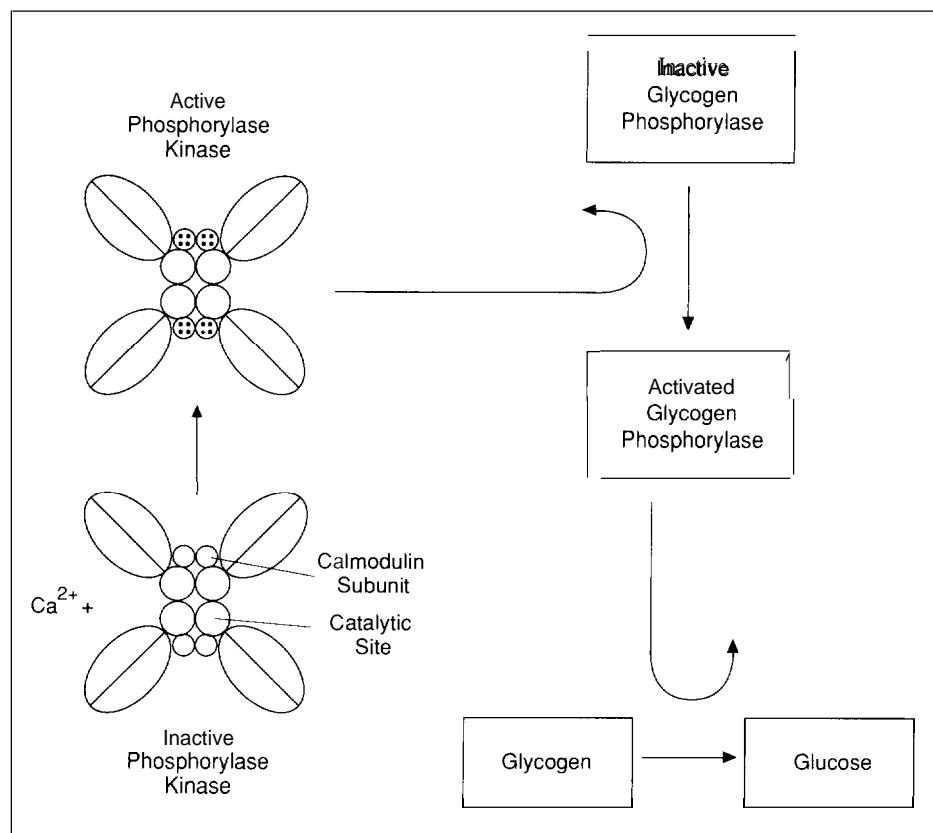 Active
Phosphorylase
Kinase
Inactive
Glycogen
Phosphorylase
Activated
Glycogen
Phosphorylase
Calmodulin
Subunit
Ca2+ +
Catalytic
Site
Inactive
Phosphorylase
Kinase
Glycogen
Glucose